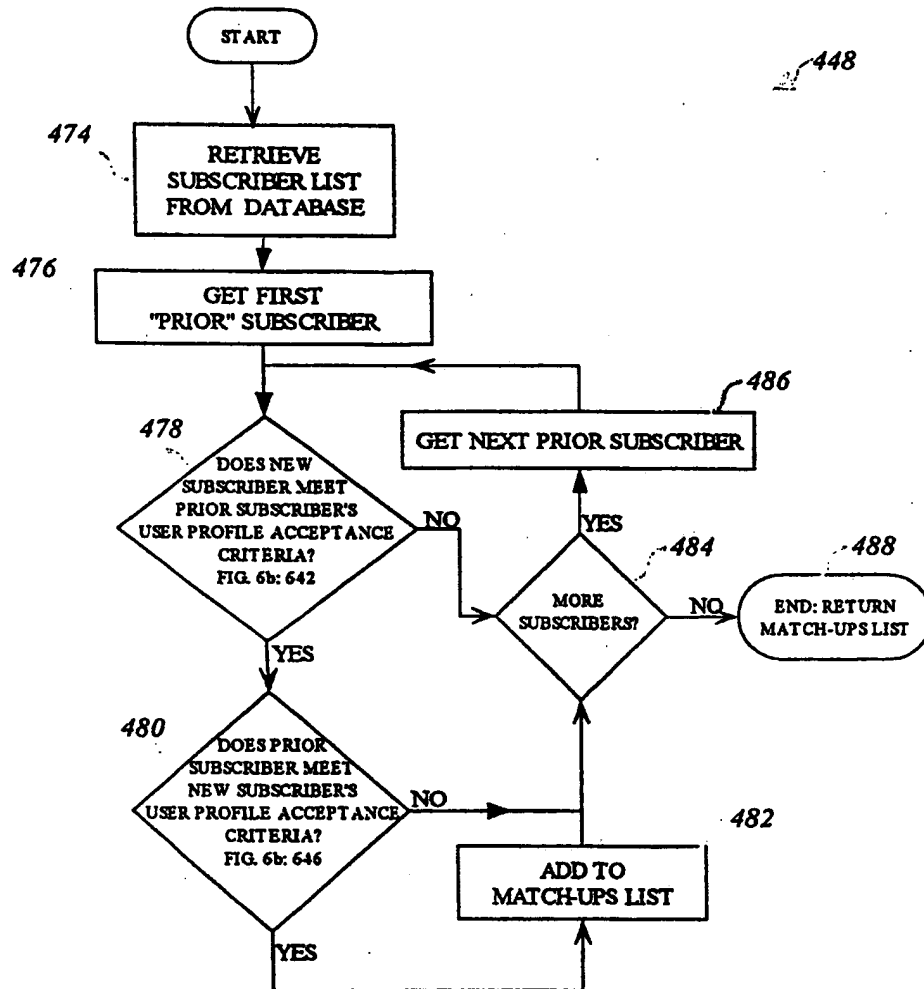 START
448
474
RETRIEVE
SUBSCRIBER LIST
FROM DATABASE
476
GET FIRST
"PRIOR" SUBSCRIBER
486
GET NEXT PRIOR SUBSCRIBER
478
DOES NEW
SUBSCRIBER MEET
PRIOR SUBSCRIBER'S
USER PROFILE ACCEPTANCE
CRITERIA?
FIG. 6b: 642
NO
YES
YES
484
MORE
SUBSCRIBERS?
NO
488
END: RETURN
MATCH-UPS LIST
480
DOES PRIOR
SUBSCRIBER MEET
NEW SUBSCRIBER'S
USER PROFILE ACCEPTANCE
CRITERIA?
FIG. 6b: 646
NO
YES
482
ADD TO
MATCH-UPS LIST